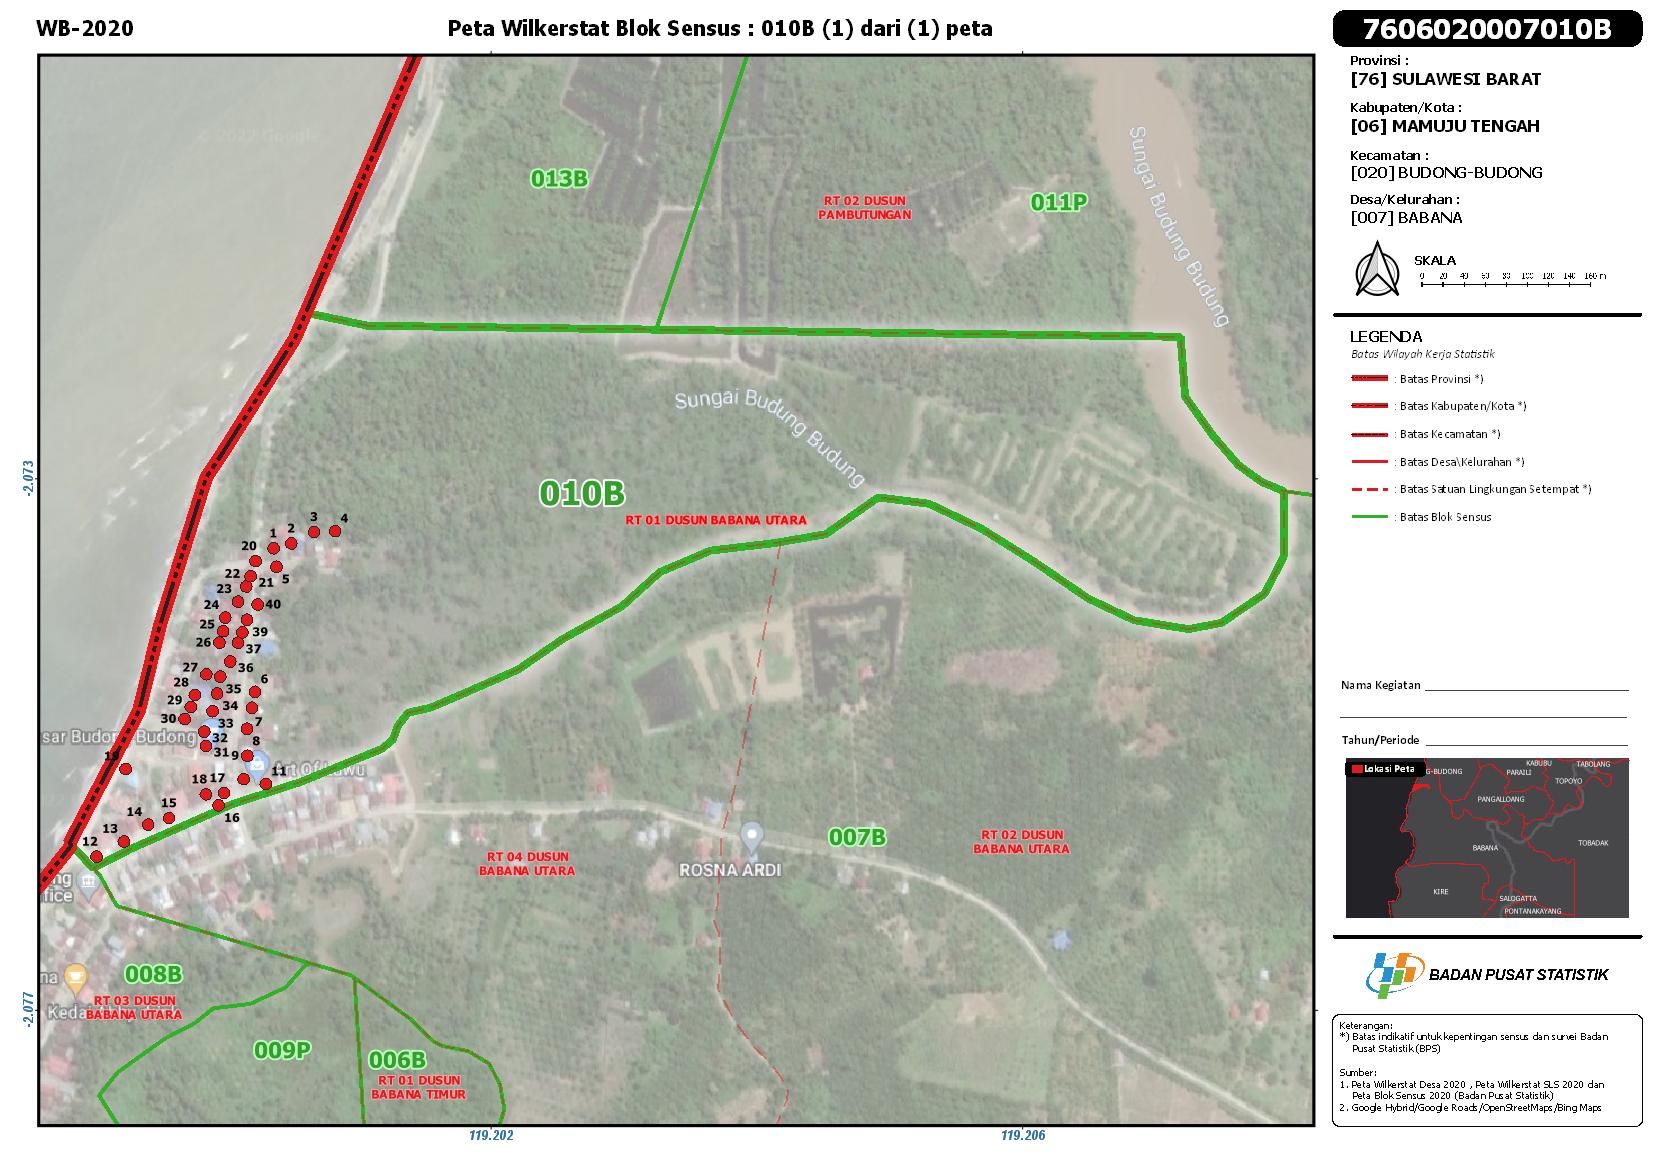 WB-2020
Peta Wilkerstat Blok Sensus : 010B (1) dari (1) peta
7606020007010B
Provinsi :
[76] SULAWESI BARAT
Kabupaten/Kota :
[06] MAMUJU TENGAH
Kecamatan :
[020] BUDONG-BUDONG
Desa/Kelurahan :
[007] BABANA
SKALA
0 20 40 60 80 100 120 140 160 m
LEGENDA
Batas Wilayah Kerja Statistik
: Batas Provinsi *)
: Batas Kabupaten/Kota *)
: Batas Kecamatan *)
: Batas Desa\Kelurahan *)
: Batas Satuan Lingkungan Setempat *)
: Batas Blok Sensus
Nama Kegiatan
Tahun/Periode
Lokasi Peta
G-BUDONG
KABUBU
TABOLANG
PARAILI
TOPOYO
PANGALLOANG
BABANA
TOBADAK
KIRE
SALOGATTA
PONTANAKAYANG
BADAN PUSAT STATISTIK
Keterangan:
*) Batas indikatif untuk kepentingan sensus dan survei Badan
Pusat Statistik (BPS)
Sumber:
1. Peta Wilkerstat Desa 2020 , Peta Wilkerstat SLS 2020 dan
Peta Blok Sensus 2020 (Badan Pusat Statistik)
2. Google Hybrid/Google Roads/OpenStreetMaps/Bing Maps
013B
RT 02 DUSUN
PAMBUTUNGAN
011P
Sungai Budung Budung
Sungai Budung Budung
010B
RT 01 DUSUN BABANA UTARA
1
2
3
4
20
5
22
21
23
40
24
25
39
26
37
27
36
28
6
35
29
34
30
33
7
32
8
31
9
sar Budong-Budong
19
18
17
11
15
14
16
13
12
007B
RT 02 DUSUN
BABANA UTARA
RT 04 DUSUN
BABANA UTARA
ROSNA ARDI
ng
fice
008B
RT 03 DUSUN
BABANA UTARA
na
Keda
009P
006B
RT 01 DUSUN
BABANA TIMUR
-2.073
-2.077
119.202
119.206